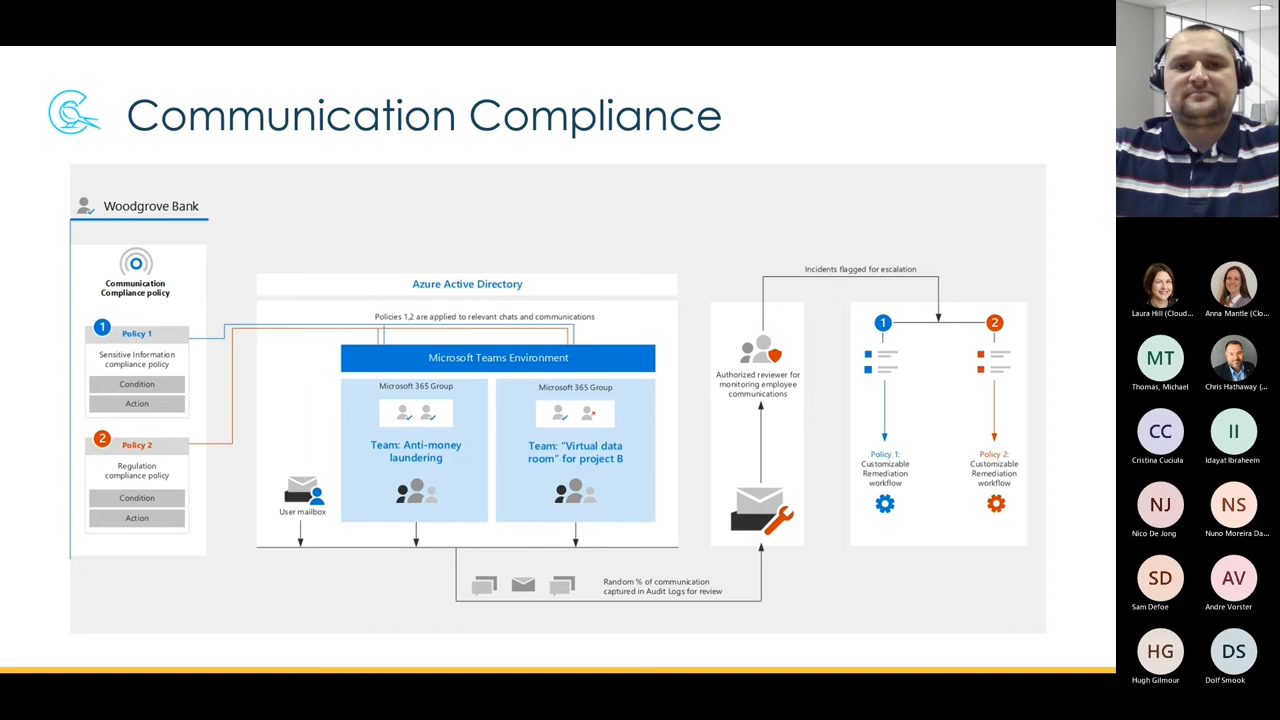 Communication Compliance
Woodgrove Bank
Communication
Compliance policy
1
Policy 1
Sensitive Information
compliance policy
Condition
Action
2
Policy 2
Regulation
compliance policy
Condition
Action
Azure Active Directory
Policies 1,2 are applied to relevant chats and communications
Microsoft Teams Environment
Microsoft 365 Group
Team: Anti-money
laundering
Microsoft 365 Group
Team: “Virtual data
room” for project B
User mailbox
Random % of communication
captured in Audit Logs for review
Authorized reviewer for
monitoring employee
communications
Incidents flagged for escalation
1
2
Policy 1:
Customizable
Remediation
workflow
Policy 2:
Customizable
Remediation
workflow
Laura Hill (Cloud...
Anna Mantle (Clo...
MT
Thomas, Michael
Chris Hathaway (...
CC
Cristina Cuciula
II
Idayat Ibraheem
NJ
Nico De Jong
NS
Nuno Moreira Da...
SD
Sam Defoe
AV
Andre Vorster
HG
Hugh Gilmour
DS
Dolf Smook